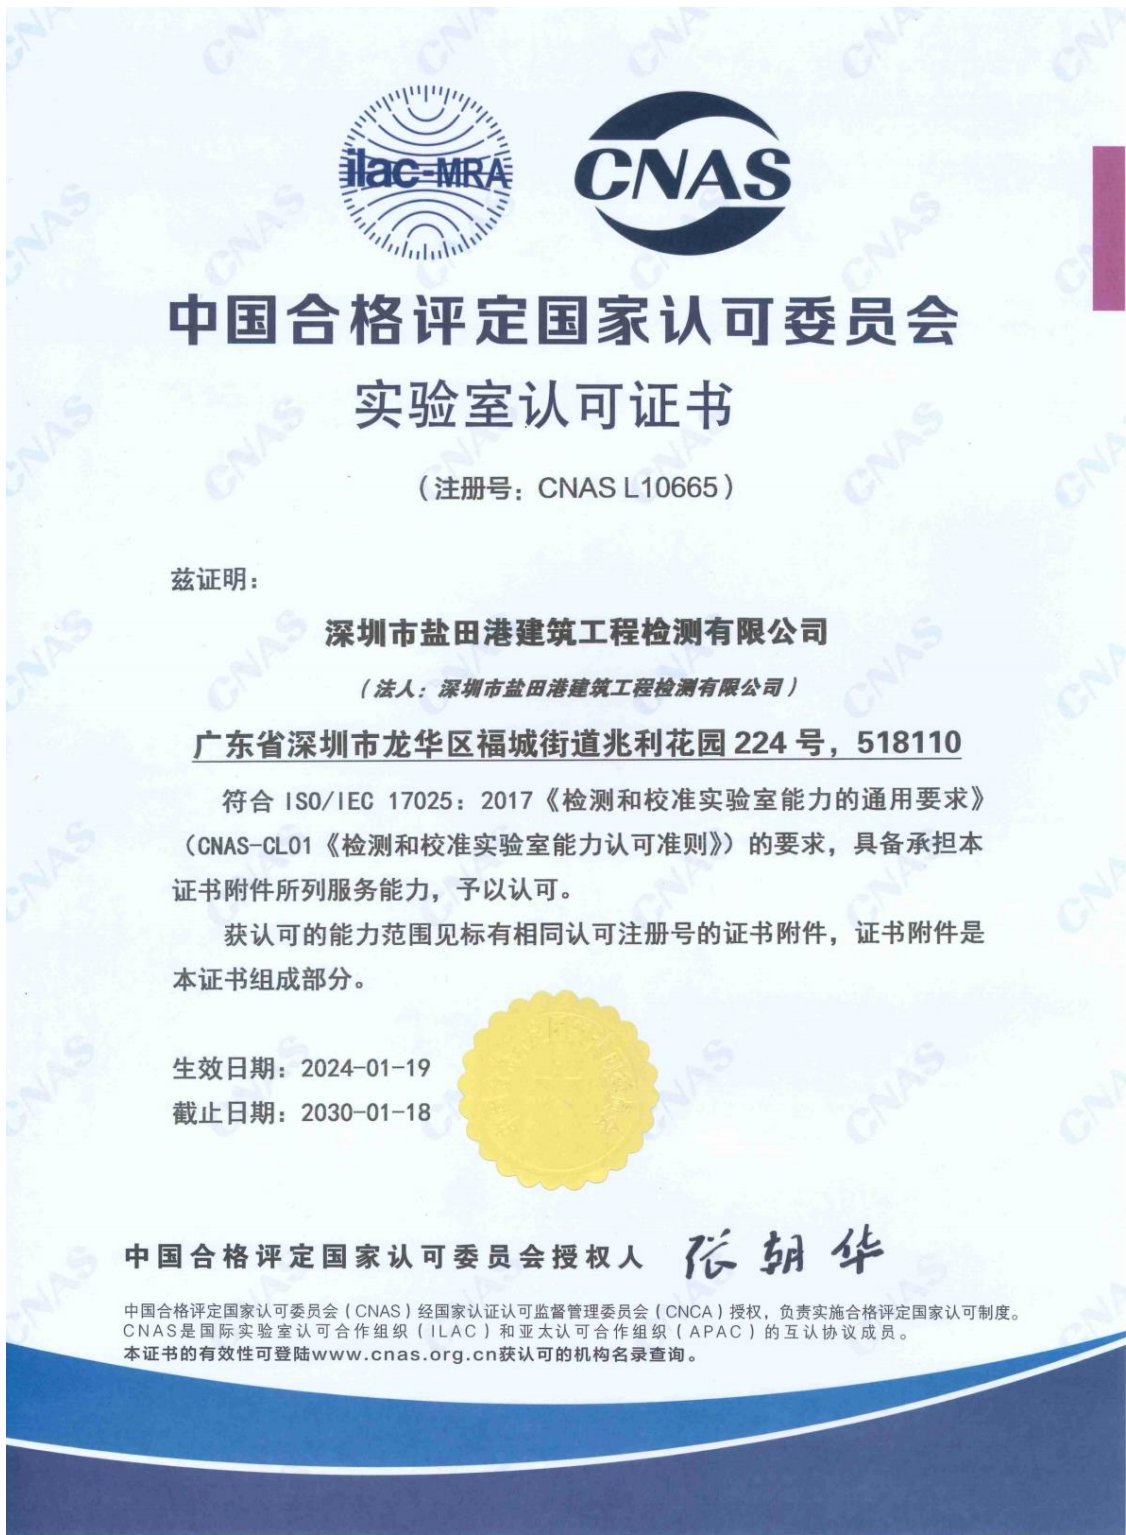 ilac-MRA
CNAS
中国合格评定国家认可委员会
实验室认可证书
（注册号：CNAS L10665）
兹证明：
深圳市盐田港建筑工程检测有限公司
（法人：深圳市盐田港建筑工程检测有限公司）
广东省深圳市龙华区福城街道兆利花园 224 号，518110
符合 ISO/IEC 17025：2017《检测和校准实验室能力的通用要求》
（CNAS-CL01《检测和校准实验室能力认可准则》）的要求，具备承担本
证书附件所列服务能力，予以认可。
获认可的能力范围见标有相同认可注册号的证书附件，证书附件是
本证书组成部分。
生效日期：2024-01-19
截止日期：2030-01-18
中国合格评定国家认可委员会授权人 张朝华
中国合格评定国家认可委员会（CNAS）经国家认证认可监督管理委员会（CNCA）授权，负责实施合格评定国家认可制度。
CNAS是国际实验室认可合作组织（ILAC）和亚太认可合作组织（APAC）的互认协议成员。
本证书的有效性可登陆www.cnas.org.cn获认可的机构名录查询。